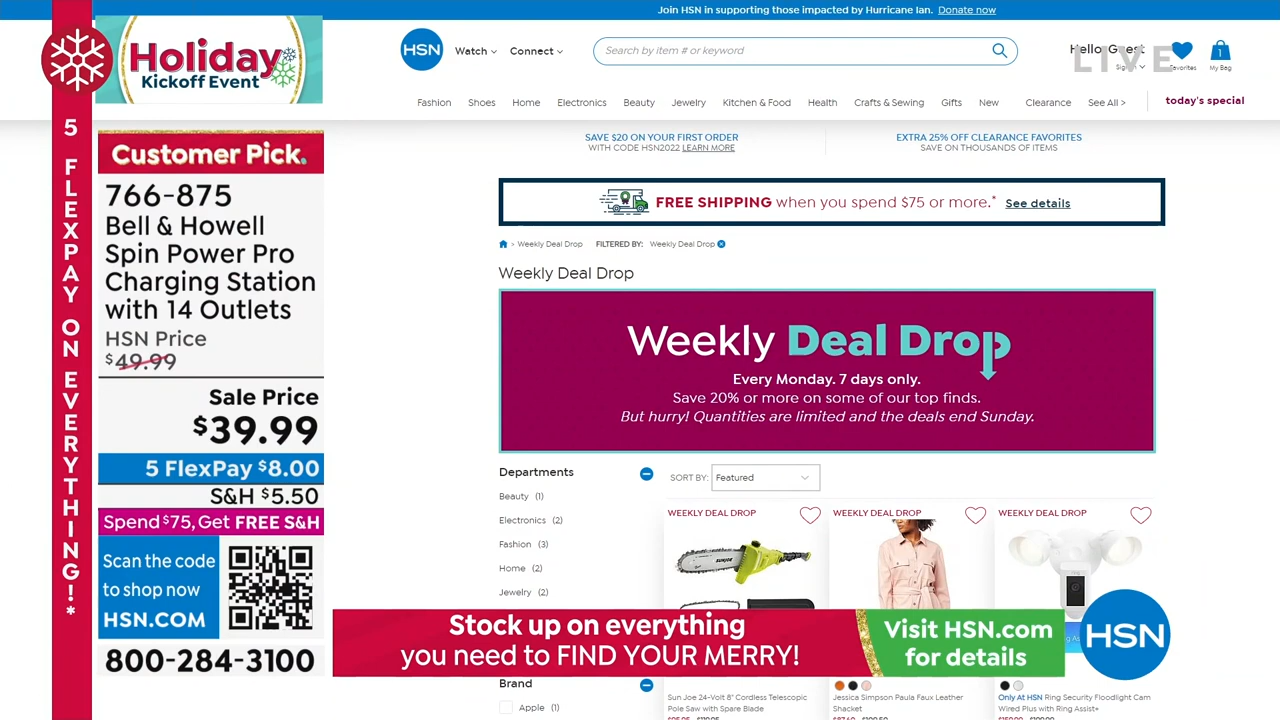 Join HSN in supporting those impacted by Hurricane Ian. Donate now
Holiday
Kickoff Event
HSN
Watch
Connect
Search by item # or keyword
Hello, Guest
LIVE
Favorites
1
My Bag
Fashion Shoes Home Electronics Beauty Jewelry Kitchen & Food Health Crafts & Sewing Gifts New Clearance See All > today's special
5 FLEXPAY ON EVERYTHING!*
SAVE $20 ON YOUR FIRST ORDER
WITH CODE HSN2022 LEARN MORE
EXTRA 25% OFF CLEARANCE FAVORITES
SAVE ON THOUSANDS OF ITEMS
Customer Pick.
766-875
Bell & Howell
Spin Power Pro
Charging Station
with 14 Outlets
HSN Price
$49.99
Sale Price
$39.99
5 FlexPay $8.00
S&H $5.50
Spend $75, Get FREE S&H
Scan the code
to shop now
HSN.COM
800-284-3100
FREE SHIPPING when you spend $75 or more.* See details
> Weekly Deal Drop FILTERED BY: Weekly Deal Drop
Weekly Deal Drop
Weekly Deal Drop
Every Monday. 7 days only.
Save 20% or more on some of our top finds.
But hurry! Quantities are limited and the deals end Sunday.
Departments
SORT BY: Featured
Beauty (1)
Electronics (2)
Fashion (3)
Home (2)
Jewelry (2)
WEEKLY DEAL DROP
WEEKLY DEAL DROP
WEEKLY DEAL DROP
SUNJOE
ring
Stock up on everything
you need to FIND YOUR MERRY!
Visit HSN.com
for details
HSN
Brand
Apple (1)
Sun Joe 24-Volt 8" Cordless Telescopic
Pole Saw with Spare Blade
Jessica Simpson Paula Faux Leather
Shacket
Only At HSN Ring Security Floodlight Cam
Wired Plus with Ring Assist+